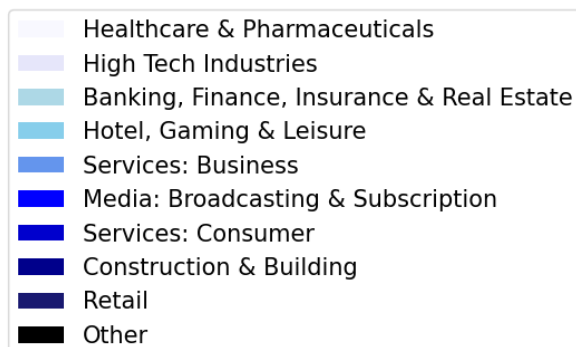 Healthcare & Pharmaceuticals
High Tech Industries
Banking, Finance, Insurance & Real Estate
Hotel, Gaming & Leisure
Services: Business
Media: Broadcasting & Subscription
Services: Consumer
Construction & Building
Retail
Other